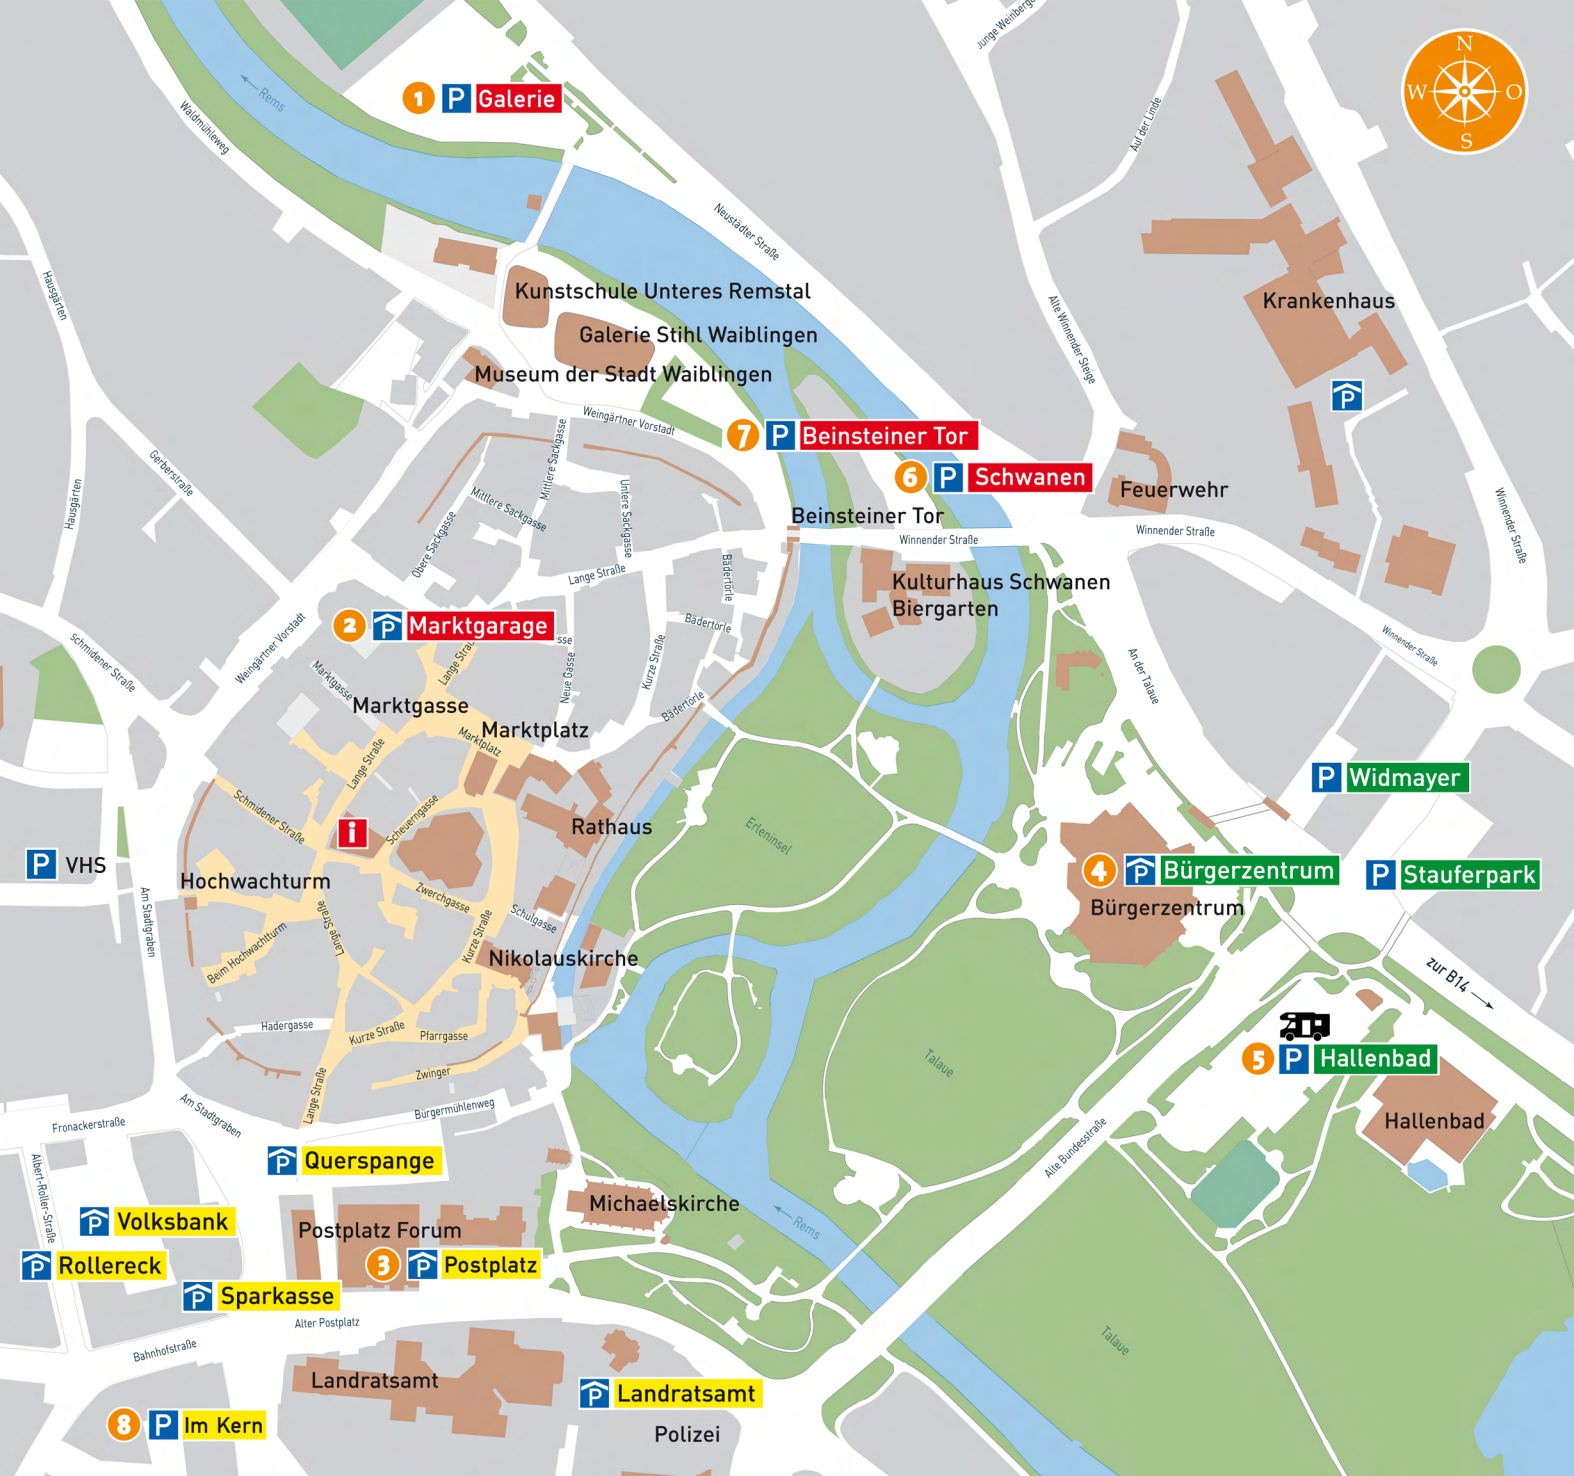 Junge Weinberge
N
W
O
S
1
P
Galerie
Rems
Waldmühleweg
Auf der Linde
Neustädter Straße
Hausgärten
Kunstschule Unteres Remstal
Krankenhaus
Galerie Stihl Waiblingen
Alte Winnender Steige
Museum der Stadt Waiblingen
P
Weingärtner Vorstadt
7
P
Beinsteiner Tor
6
P
Schwanen
Feuerwehr
Gerberstraße
Hausgärten
Mittlere Sackgasse
Mittlere Sackgasse
Untere Sackgasse
Obere Sackgasse
Beinsteiner Tor
Winnender Straße
Winnender Straße
Winnender Straße
Lange Straße
Bädertörle
Kulturhaus Schwanen
Biergarten
2
P
Marktgarage
sse
Bädertörle
Schmidener Straße
Weingärtner Vorstadt
Marktgasse
Lange Straß
Neue Gasse
Kurze Straße
Winnender Straße
An der Talaue
Marktgasse
Marktplatz
Marktplatz
Bädertörle
Lange Straße
P
Widmayer
Schmidener Straße
i
Scheuerngasse
Rathaus
Erleninsel
P
VHS
4
P
Bürgerzentrum
P
Stauferpark
Hochwachturm
Zwerchgasse
Bürgerzentrum
Am Stadtgraben
Lange Straße
Schulgasse
Kurze Straße
Beim Hochwachtturm
Nikolauskirche
zur B14
Hadergasse
Kurze Straße
Pfarrgasse
Talaue
5
P
Hallenbad
Zwinger
Lange Straße
Bürgermühlenweg
Am Stadtgraben
Fronackerstraße
Hallenbad
Alte Bundesstraße
P
Querspange
Albert-Roller-Straße
Michaelskirche
P
Volksbank
Postplatz Forum
Rems
P
Rollereck
3
P
Postplatz
P
Sparkasse
Alter Postplatz
Bahnhofstraße
Talaue
Landratsamt
P
Landratsamt
8
P
Im Kern
Polizei